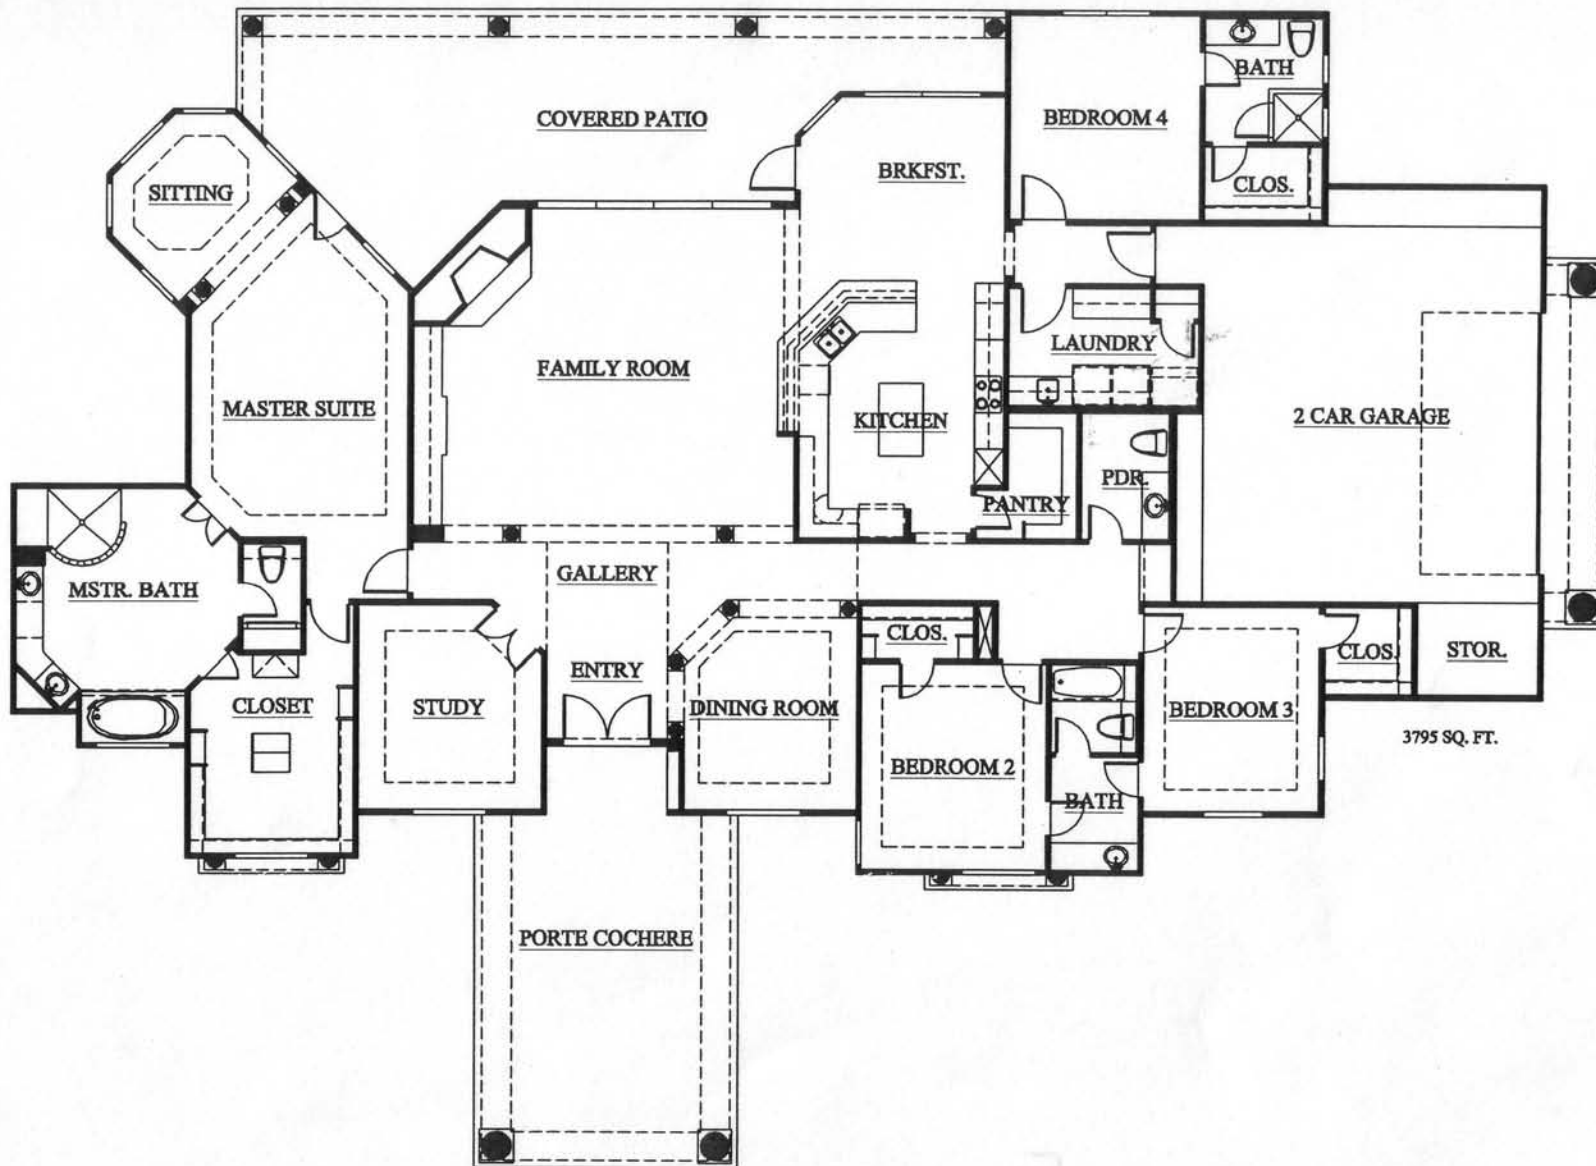 BATH
COVERED PATIO
BEDROOM 4
BRKFST.
SITTING
CLOS.
LAUNDRY
FAMILY ROOM
MASTER SUITE
KITCHEN
2 CAR GARAGE
PDR.
PANTRY
GALLERY
MSTR. BATH
CLOS.
CLOS.
STOR.
ENTRY
CLOSET
STUDY
DINING ROOM
BEDROOM 3
3795 SQ. FT.
BEDROOM 2
BATH
PORTE COCHERE